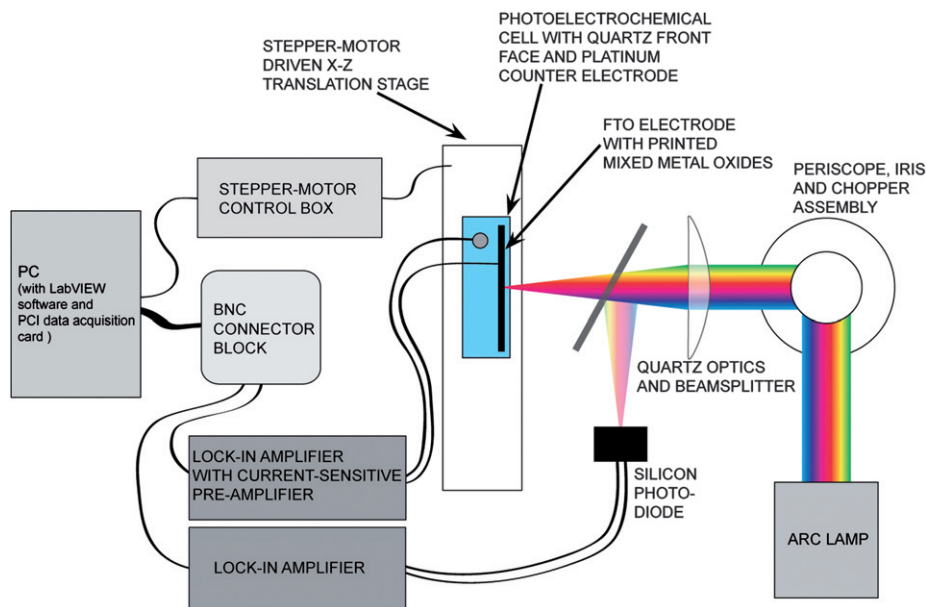 PHOTOELECTROCHEMICAL
CELL WITH QUARTZ FRONT
FACE AND PLATINUM
COUNTER ELECTRODE
STEPPER-MOTOR
DRIVEN X-Z
TRANSLATION STAGE
FTO ELECTRODE
WITH PRINTED
MIXED METAL OXIDES
PERISCOPE, IRIS
AND CHOPPER
ASSEMBLY
STEPPER-MOTOR
CONTROL BOX
PC
(with LabVIEW
software and
PCI data acquisition
card )
BNC
CONNECTOR
BLOCK
QUARTZ OPTICS
AND BEAMSPLITTER
LOCK-IN AMPLIFIER
WITH CURRENT-SENSITIVE
PRE-AMPLIFIER
SILICON
PHOTO-
DIODE
ARC LAMP
LOCK-IN AMPLIFIER